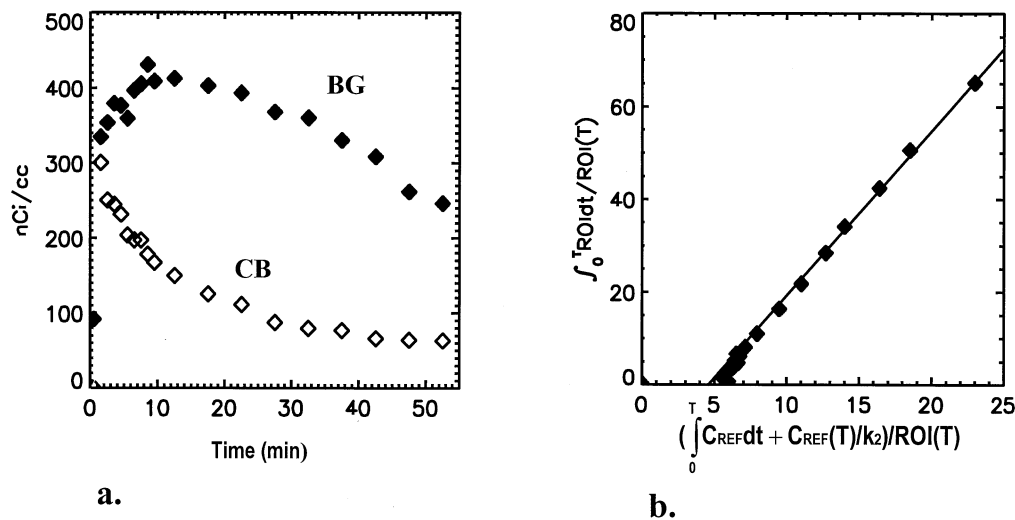 500
400
300
200
100
0
nCi/cc
BG
CB
0
10
20
30
40
50
Time (min)
a.
80
60
40
20
0
∫₀ᵀROIdt/ROI(T)
0
5
10
15
20
25
(∫₀ᵀCREFdt + CREF(T)/k₂)/ROI(T)
b.